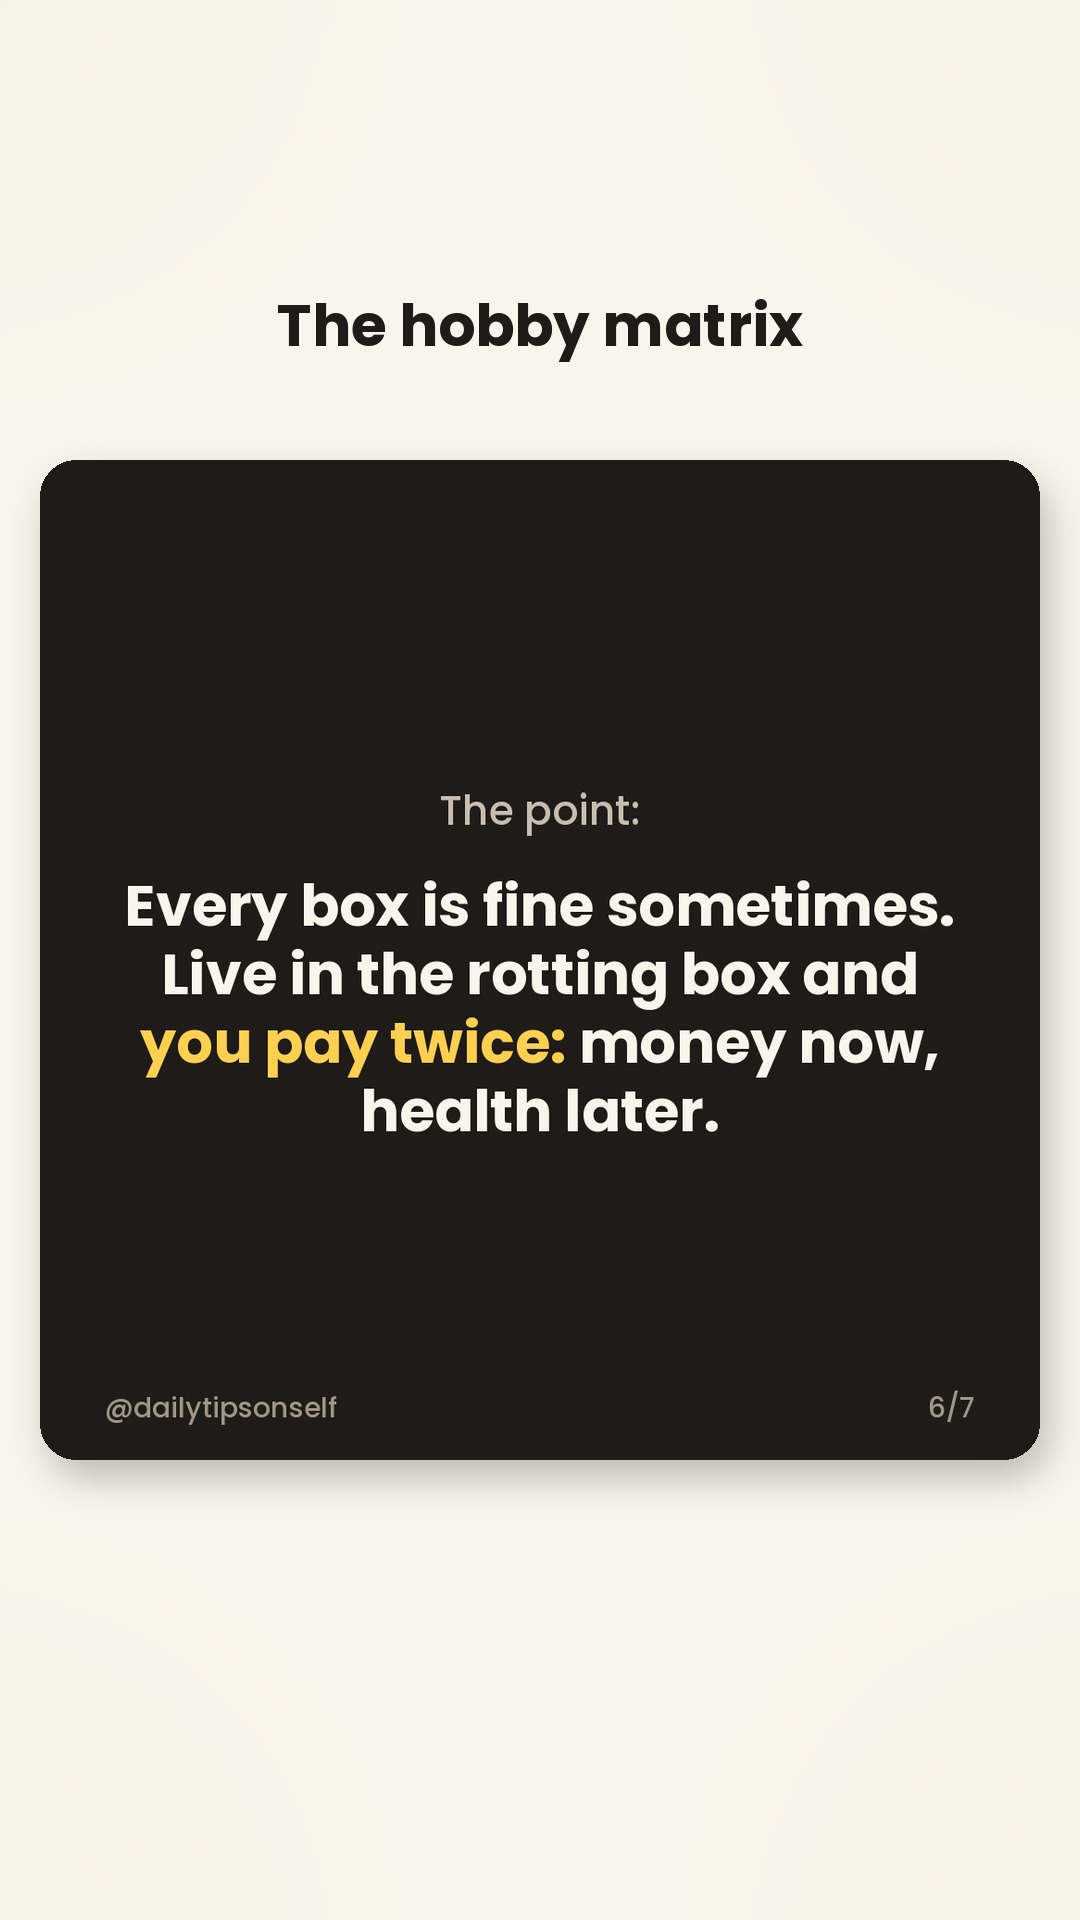 The hobby matrix
The point:
Every box is fine sometimes.
Live in the rotting box and
you pay twice: money now,
health later.
@dailytipsonself
6/7